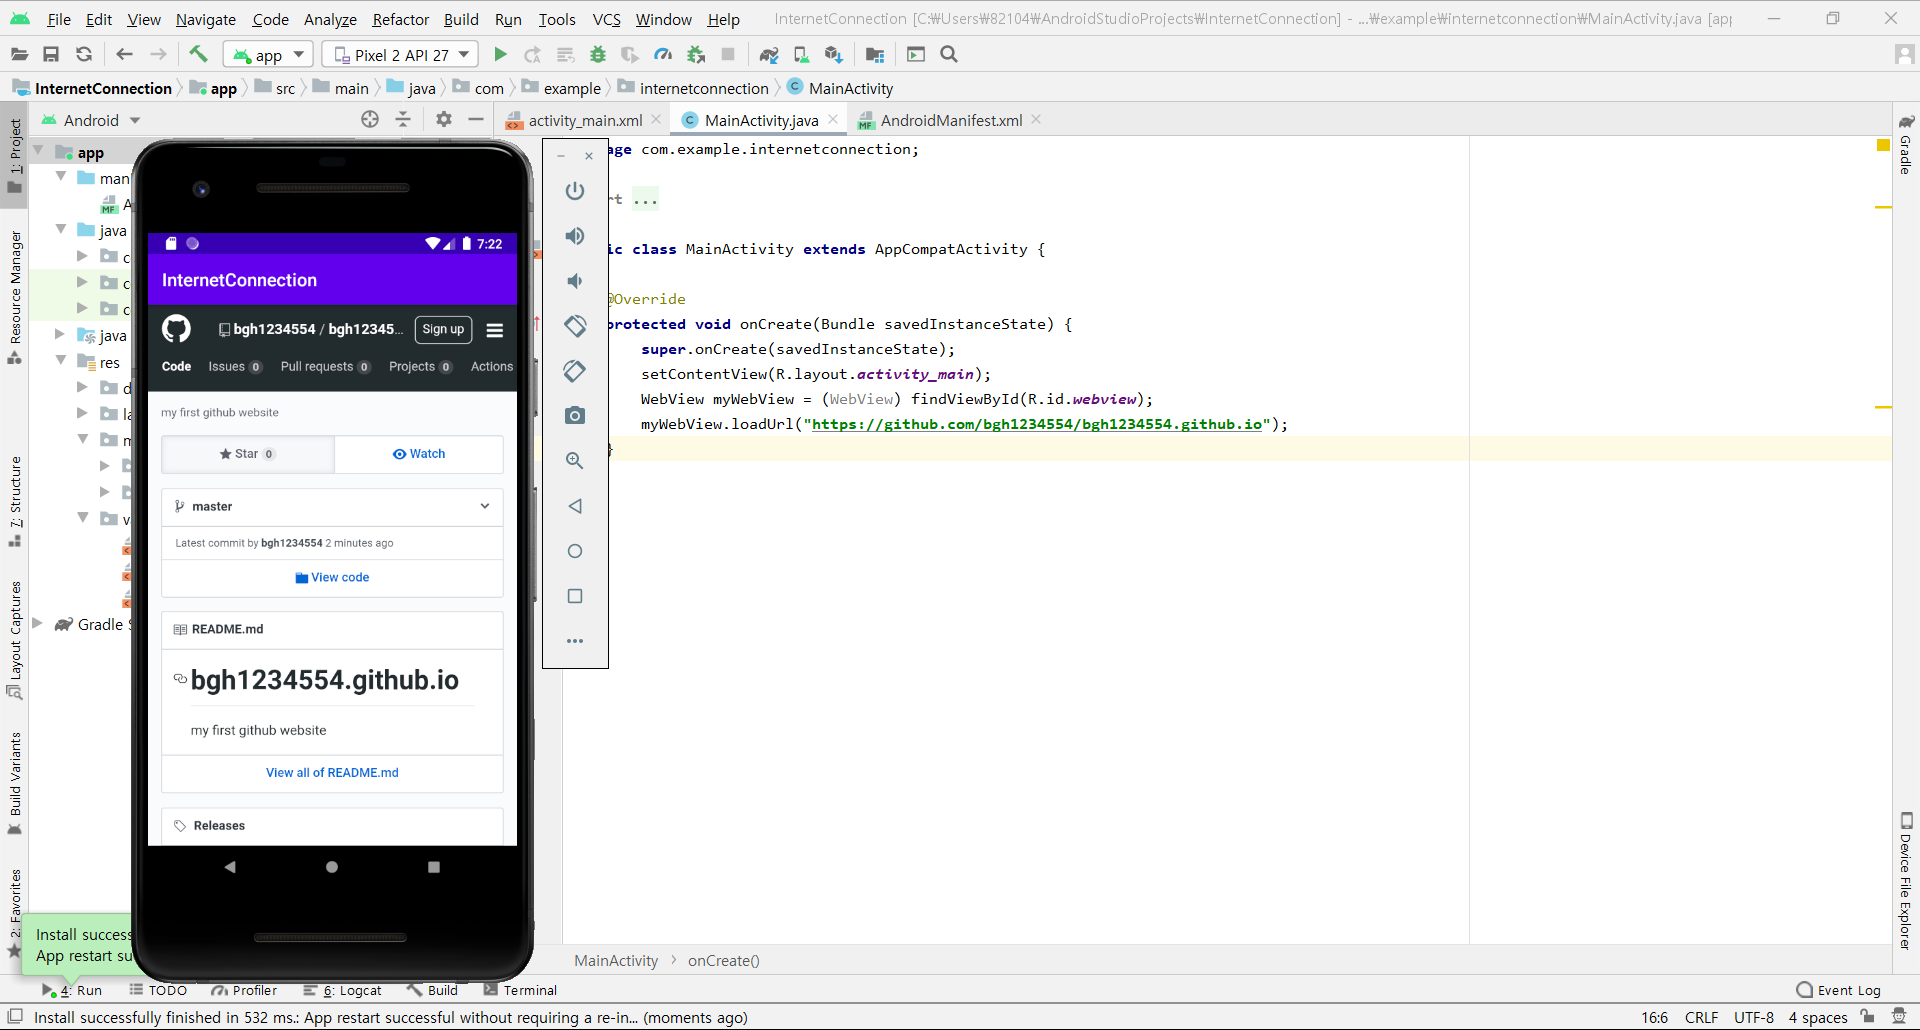 File Edit View Navigate Code Analyze Refactor Build Run Tools VCS Window Help InternetConnection [C:₩Users₩82104₩AndroidStudioProjects₩InternetConnection] - ...₩example₩internetconnection₩MainActivity.java [app
app Pixel 2 API 27
InternetConnection app src main java com example internetconnection MainActivity
Android activity_main.xml MainActivity.java AndroidManifest.xml
1: Project
Resource Manager
7: Structure
Layout Captures
Build Variants
2: Favorites
app
man
MF A
java
c
c
c
java
res
d
la
m
v
Gradle S
7:22
InternetConnection
bgh1234554 / bgh12345... Sign up
Code Issues 0 Pull requests 0 Projects 0 Actions
my first github website
Star 0 Watch
master
Latest commit by bgh1234554 2 minutes ago
View code
README.md
bgh1234554.github.io
my first github website
View all of README.md
Releases
age com.example.internetconnection;
rt ...
ic class MainActivity extends AppCompatActivity {
@Override
protected void onCreate(Bundle savedInstanceState) {
super.onCreate(savedInstanceState);
setContentView(R.layout.activity_main);
WebView myWebView = (WebView) findViewById(R.id.webview);
myWebView.loadUrl("https://github.com/bgh1234554/bgh1234554.github.io");
}
Gradle
Device File Explorer
Install success
App restart su
MainActivity > onCreate()
4: Run TODO Profiler 6: Logcat Build Terminal Event Log
Install successfully finished in 532 ms.: App restart successful without requiring a re-in... (moments ago) 16:6 CRLF UTF-8 4 spaces